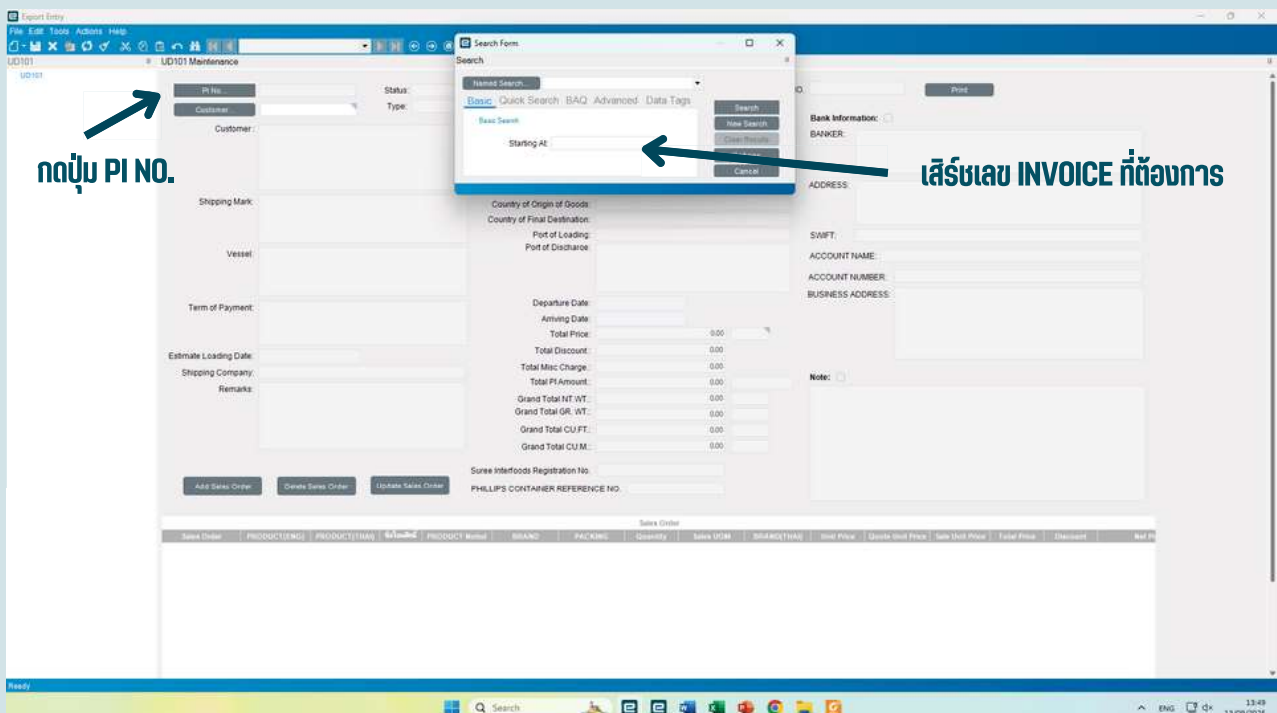 Export Entry
File Edit Tools Actions Help
UD101
UD101 Maintenance
UD101
PI No...
Status:
Customer...
Type:
Customer :
Shipping Mark:
Vessel:
Term of Payment:
Estimate Loading Date:
Shipping Company:
Remarks:
Add Sales Order
Delete Sales Order
Update Sales Order
Search Form
Search
Named Search...
Basic Quick Search BAQ Advanced Data Tags
Basic Search
Starting At:
Search
New Search
Clear Results
Cancel
กดปุ่ม PI NO.
เสิร์ชเลข INVOICE ที่ต้องการ
Country of Origin of Goods:
Country of Final Destination:
Port of Loading:
Port of Discharge:
Departure Date:
Arriving Date:
Total Price: 0.00
Total Discount : 0.00
Total Misc Charge : 0.00
Total PI Amount : 0.00
Grand Total NT.WT.: 0.00
Grand Total GR. WT.: 0.00
Grand Total CU.FT.: 0.00
Grand Total CU.M.: 0.00
Suree Interfoods Registration No.
PHILLIPS CONTAINER REFERENCE NO.
Print
Bank Information:
BANKER:
ADDRESS:
SWIFT:
ACCOUNT NAME:
ACCOUNT NUMBER:
BUSINESS ADDRESS:
Note:
Sales Order
Sales Order PRODUCT(ENG) PRODUCT(THAI) PRODUCT BRAND PACKING Quantity Sales UOM BRAND(THAI) Unit Price Quote Unit Price Sale Unit Price Total Price Discount
Ready
Search
ENG
13:49